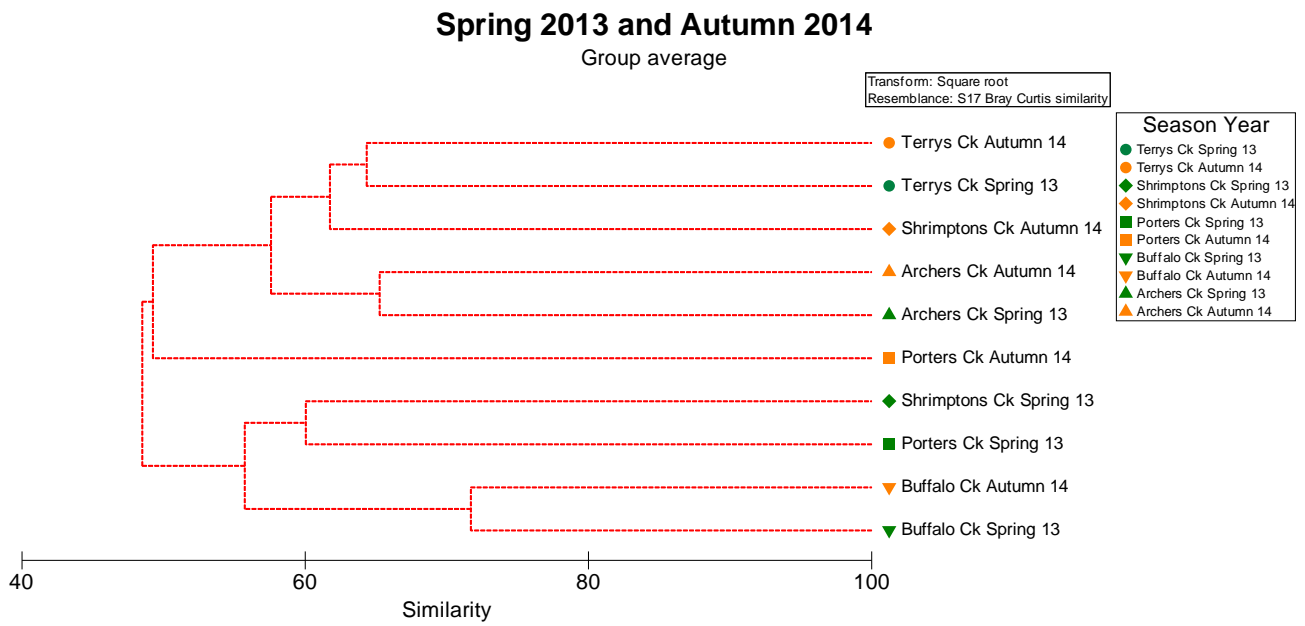 Spring 2013 and Autumn 2014
Group average
Transform: Square root
Resemblance: S17 Bray Curtis similarity
Terrys Ck Autumn 14
Terrys Ck Spring 13
Shrimptons Ck Autumn 14
Archers Ck Autumn 14
Archers Ck Spring 13
Porters Ck Autumn 14
Shrimptons Ck Spring 13
Porters Ck Spring 13
Buffalo Ck Autumn 14
Buffalo Ck Spring 13
Season Year
Terrys Ck Spring 13
Terrys Ck Autumn 14
Shrimptons Ck Spring 13
Shrimptons Ck Autumn 14
Porters Ck Spring 13
Porters Ck Autumn 14
Buffalo Ck Spring 13
Buffalo Ck Autumn 14
Archers Ck Spring 13
Archers Ck Autumn 14
40 60 80 100
Similarity